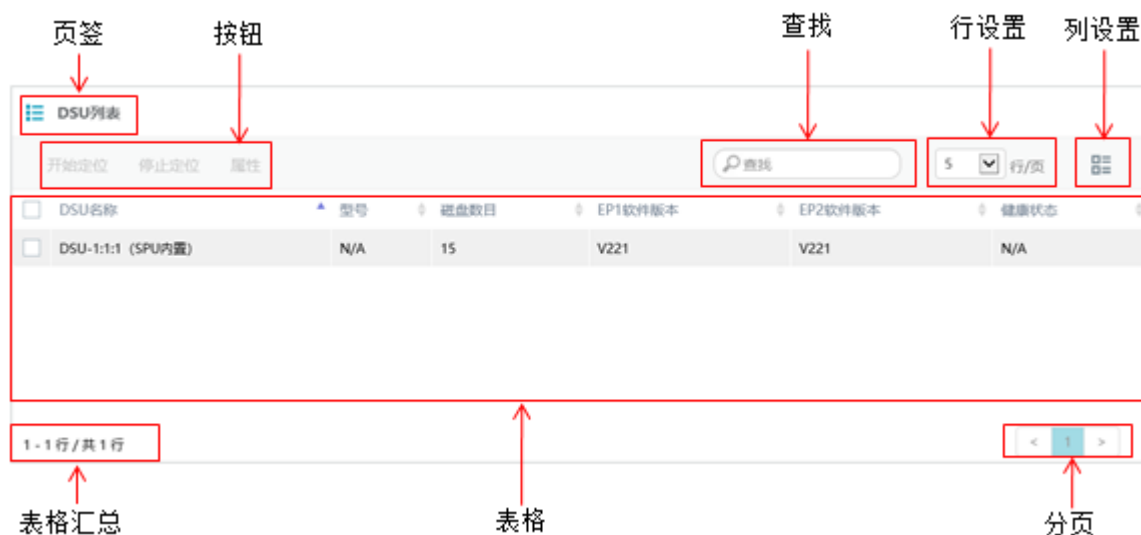 页签 按钮 查找 行设置 列设置
DSU列表
开始定位 停止定位 属性 查找 5 行/页
DSU名称 型号 磁盘数目 EP1软件版本 EP2软件版本 健康状态
DSU-1:1:1 (SPU内置) N/A 15 V221 V221 N/A
1 - 1 行 / 共 1 行 < 1 >
表格汇总 表格 分页